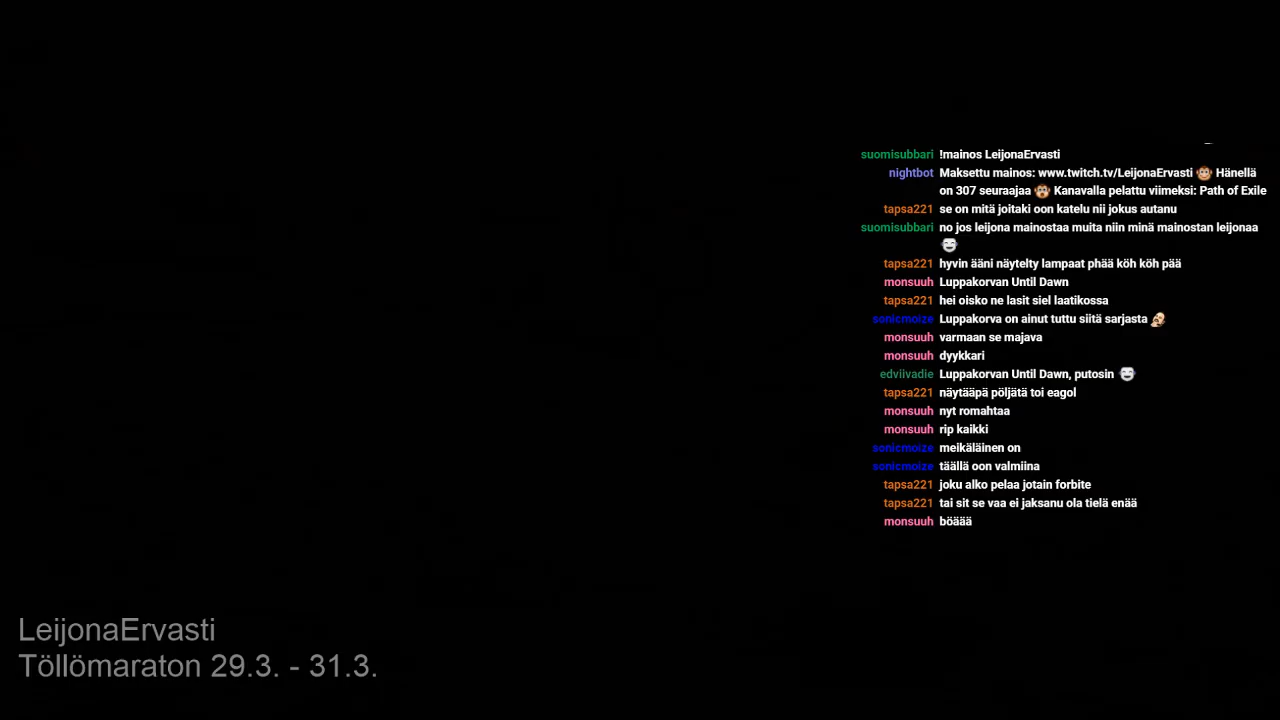 suomisubbari !mainos LeijonaErvasti
nightbot Maksettu mainos: www.twitch.tv/LeijonaErvasti Hänellä
on 307 seuraajaa Kanavalla pelattu viimeksi: Path of Exile
tapsa221 se on mitä joitaki oon katelu nii jokus autanu
suomisubbari no jos leijona mainostaa muita niin minä mainostan leijonaa
tapsa221 hyvin ääni näytelty lampaat phää köh köh pää
monsuuh Luppakorvan Until Dawn
tapsa221 hei oisko ne lasit siel laatikossa
sonicmoize Luppakorva on ainut tuttu siitä sarjasta
monsuuh varmaan se majava
monsuuh dyykkari
edviivadie Luppakorvan Until Dawn, putosin
tapsa221 näytääpä pöljätä toi eagol
monsuuh nyt romahtaa
monsuuh rip kaikki
sonicmoize meikäläinen on
sonicmoize täällä oon valmiina
tapsa221 joku alko pelaa jotain forbite
tapsa221 tai sit se vaa ei jaksanu ola tielä enää
monsuuh böäää
LeijonaErvasti
Töllömaraton 29.3. - 31.3.